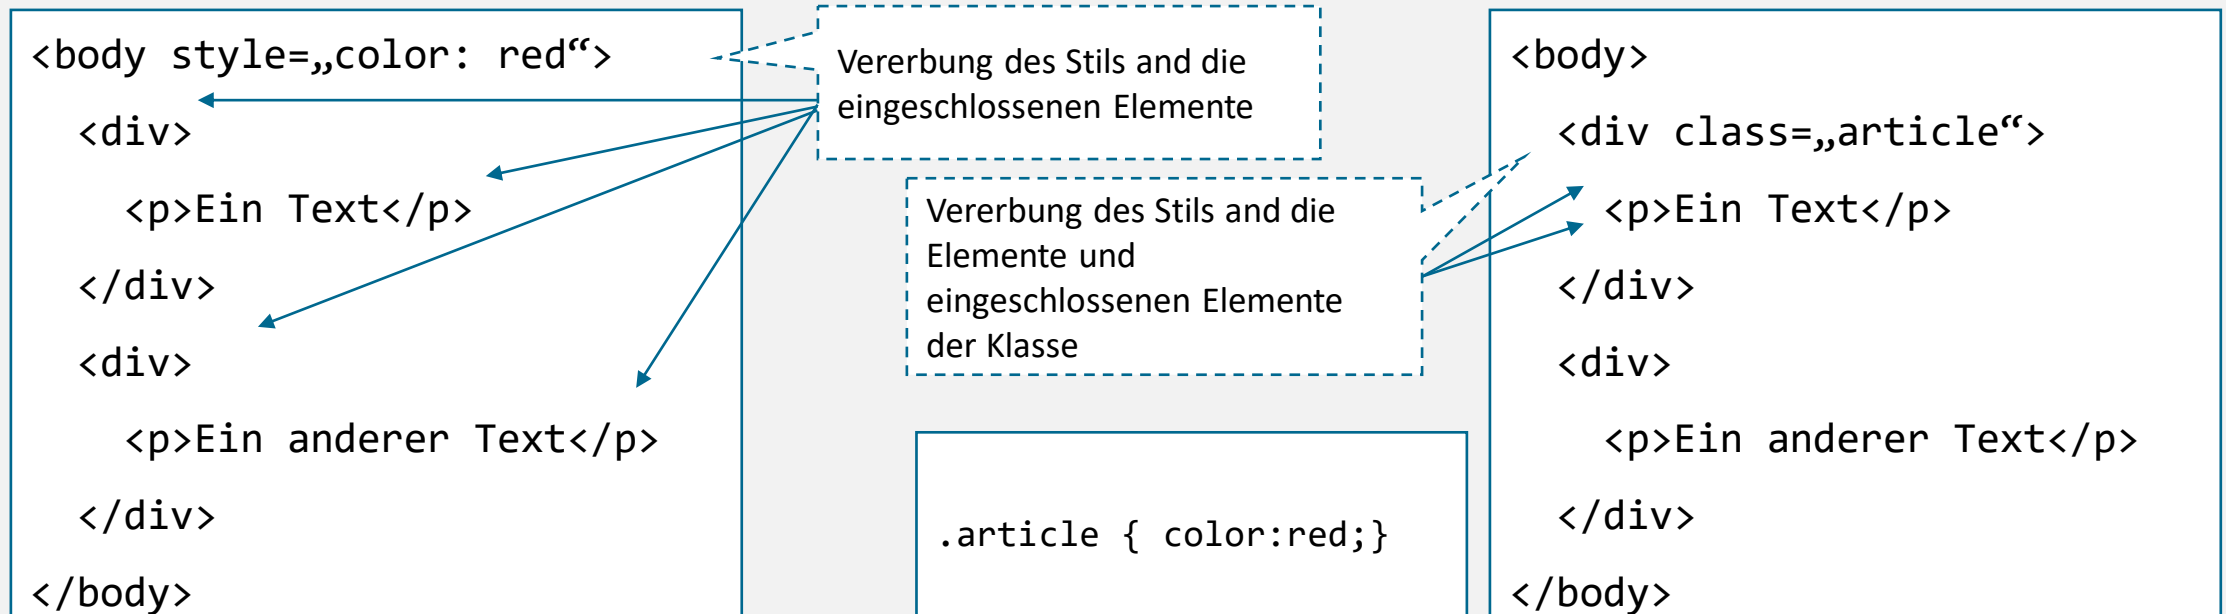 <body style=„color: red“>
<div>
<p>Ein Text</p>
</div>
<div>
<p>Ein anderer Text</p>
</div>
</body>
Vererbung des Stils and die
eingeschlossenen Elemente
Vererbung des Stils and die
Elemente und
eingeschlossenen Elemente
der Klasse
.article { color:red;}
<body>
<div class=„article“>
<p>Ein Text</p>
</div>
<div>
<p>Ein anderer Text</p>
</div>
</body>